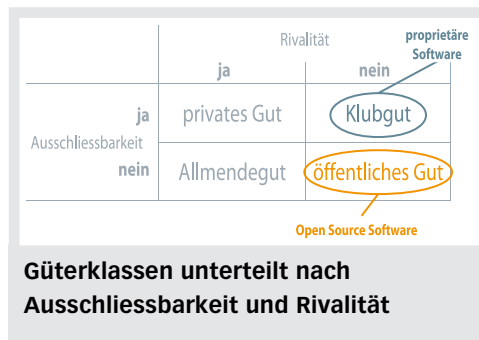 Rivalität
proprietäre
Software
ja
nein
ja
privates Gut
Klubgut
Ausschliessbarkeit
nein
Allmendegut
öffentliches Gut
Open Source Software
Güterklassen unterteilt nach
Ausschliessbarkeit und Rivalität